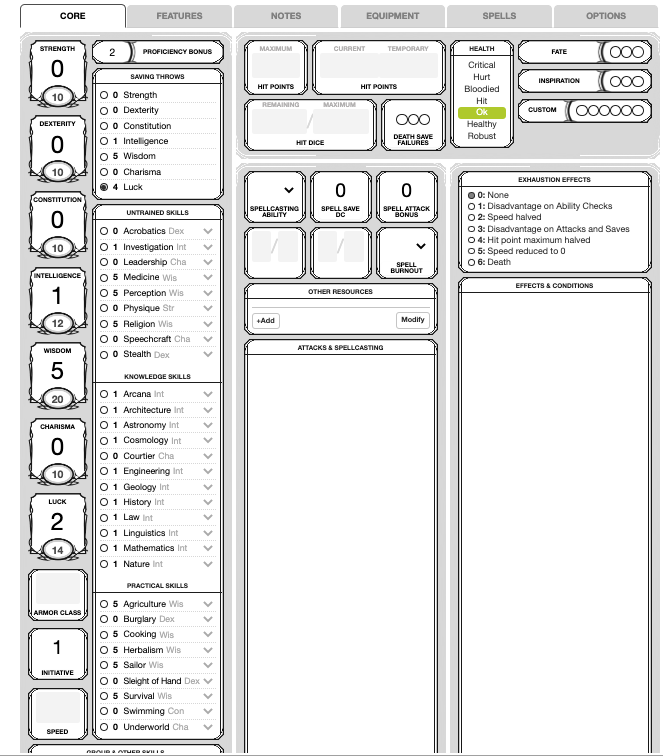 CORE
FEATURES
NOTES
EQUIPMENT
SPELLS
OPTIONS
STRENGTH
0
10
DEXTERITY
0
10
CONSTITUTION
0
10
INTELLIGENCE
1
12
WISDOM
5
20
CHARISMA
0
10
LUCK
2
14
ARMOR CLASS
1
INITIATIVE
SPEED
2 PROFICIENCY BONUS
SAVING THROWS
0 Strength
0 Dexterity
0 Constitution
1 Intelligence
5 Wisdom
0 Charisma
4 Luck
UNTRAINED SKILLS
0 Acrobatics Dex
1 Investigation Int
0 Leadership Cha
5 Medicine Wis
5 Perception Wis
0 Physique Str
5 Religion Wis
0 Speechcraft Cha
0 Stealth Dex
KNOWLEDGE SKILLS
1 Arcana Int
1 Architecture Int
1 Astronomy Int
1 Cosmology Int
0 Courtier Cha
1 Engineering Int
1 Geology Int
1 History Int
1 Law Int
1 Linguistics Int
1 Mathematics Int
1 Nature Int
PRACTICAL SKILLS
5 Agriculture Wis
0 Burglary Dex
5 Cooking Wis
5 Herbalism Wis
5 Sailor Wis
0 Sleight of Hand Dex
5 Survival Wis
0 Swimming Con
0 Underworld Cha
GROUP & OTHER SKILLS
MAXIMUM
HIT POINTS
CURRENT TEMPORARY
HIT POINTS
REMAINING / MAXIMUM
HIT DICE
DEATH SAVE
FAILURES
HEALTH
Critical
Hurt
Bloodied
Hit
Ok
Healthy
Robust
FATE
INSPIRATION
CUSTOM
SPELLCASTING
ABILITY
0
SPELL SAVE
DC
0
SPELL ATTACK
BONUS
/
/
SPELL
BURNOUT
OTHER RESOURCES
+Add
Modify
ATTACKS & SPELLCASTING
EXHAUSTION EFFECTS
0: None
1: Disadvantage on Ability Checks
2: Speed halved
3: Disadvantage on Attacks and Saves
4: Hit point maximum halved
5: Speed reduced to 0
6: Death
EFFECTS & CONDITIONS